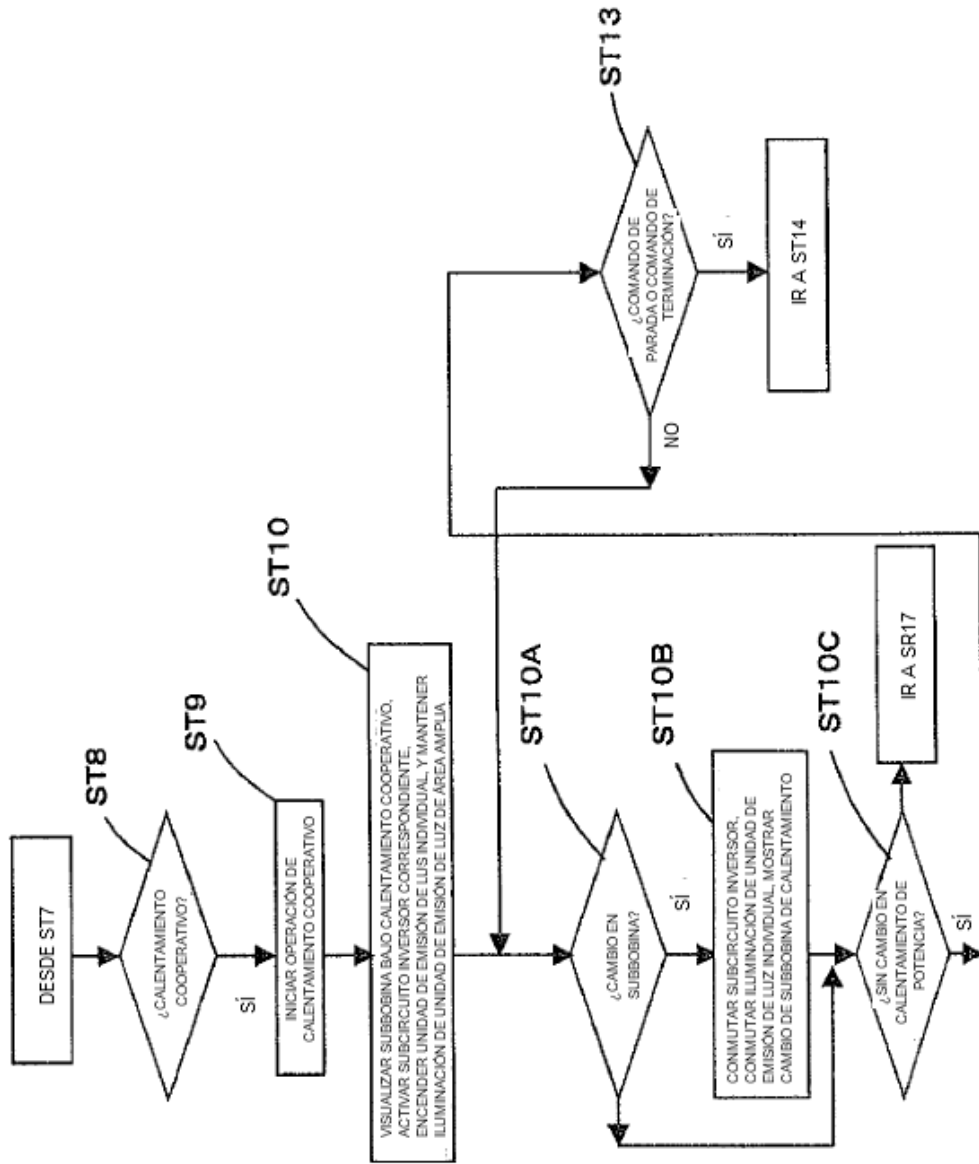 DESDE ST7
ST8
¿CALENTAMIENTO
COOPERATIVO?
SÍ
ST9
INICIAR OPERACIÓN DE
CALENTAMIENTO COOPERATIVO
ST10
VISUALIZAR SUBBOBINA BAJO CALENTAMIENTO COOPERATIVO,
ACTIVAR SUBCIRCUITO INVERSOR CORRESPONDIENTE,
ENCENDER UNIDAD DE EMISIÓN DE LUS INDIVIDUAL, Y MANTENER
ILUMINACIÓN DE UNIDAD DE EMISIÓN DE LUZ DE ÁREA AMPLIA
ST10A
¿CAMBIO EN
SUBBOBINA?
SÍ
ST10B
CONMUTAR SUBCIRCUITO INVERSOR,
CONMUTAR ILUMINACIÓN DE UNIDAD DE
EMISIÓN DE LUZ INDIVIDUAL, MOSTRAR
CAMBIO DE SUBBOBINA DE CALENTAMIENTO
ST10C
¿SIN CAMBIO EN
CALENTAMIENTO DE
POTENCIA?
SÍ
IR A SR17
ST13
¿COMANDO DE
PARADA O COMANDO DE
TERMINACIÓN?
NO
SÍ
IR A ST14